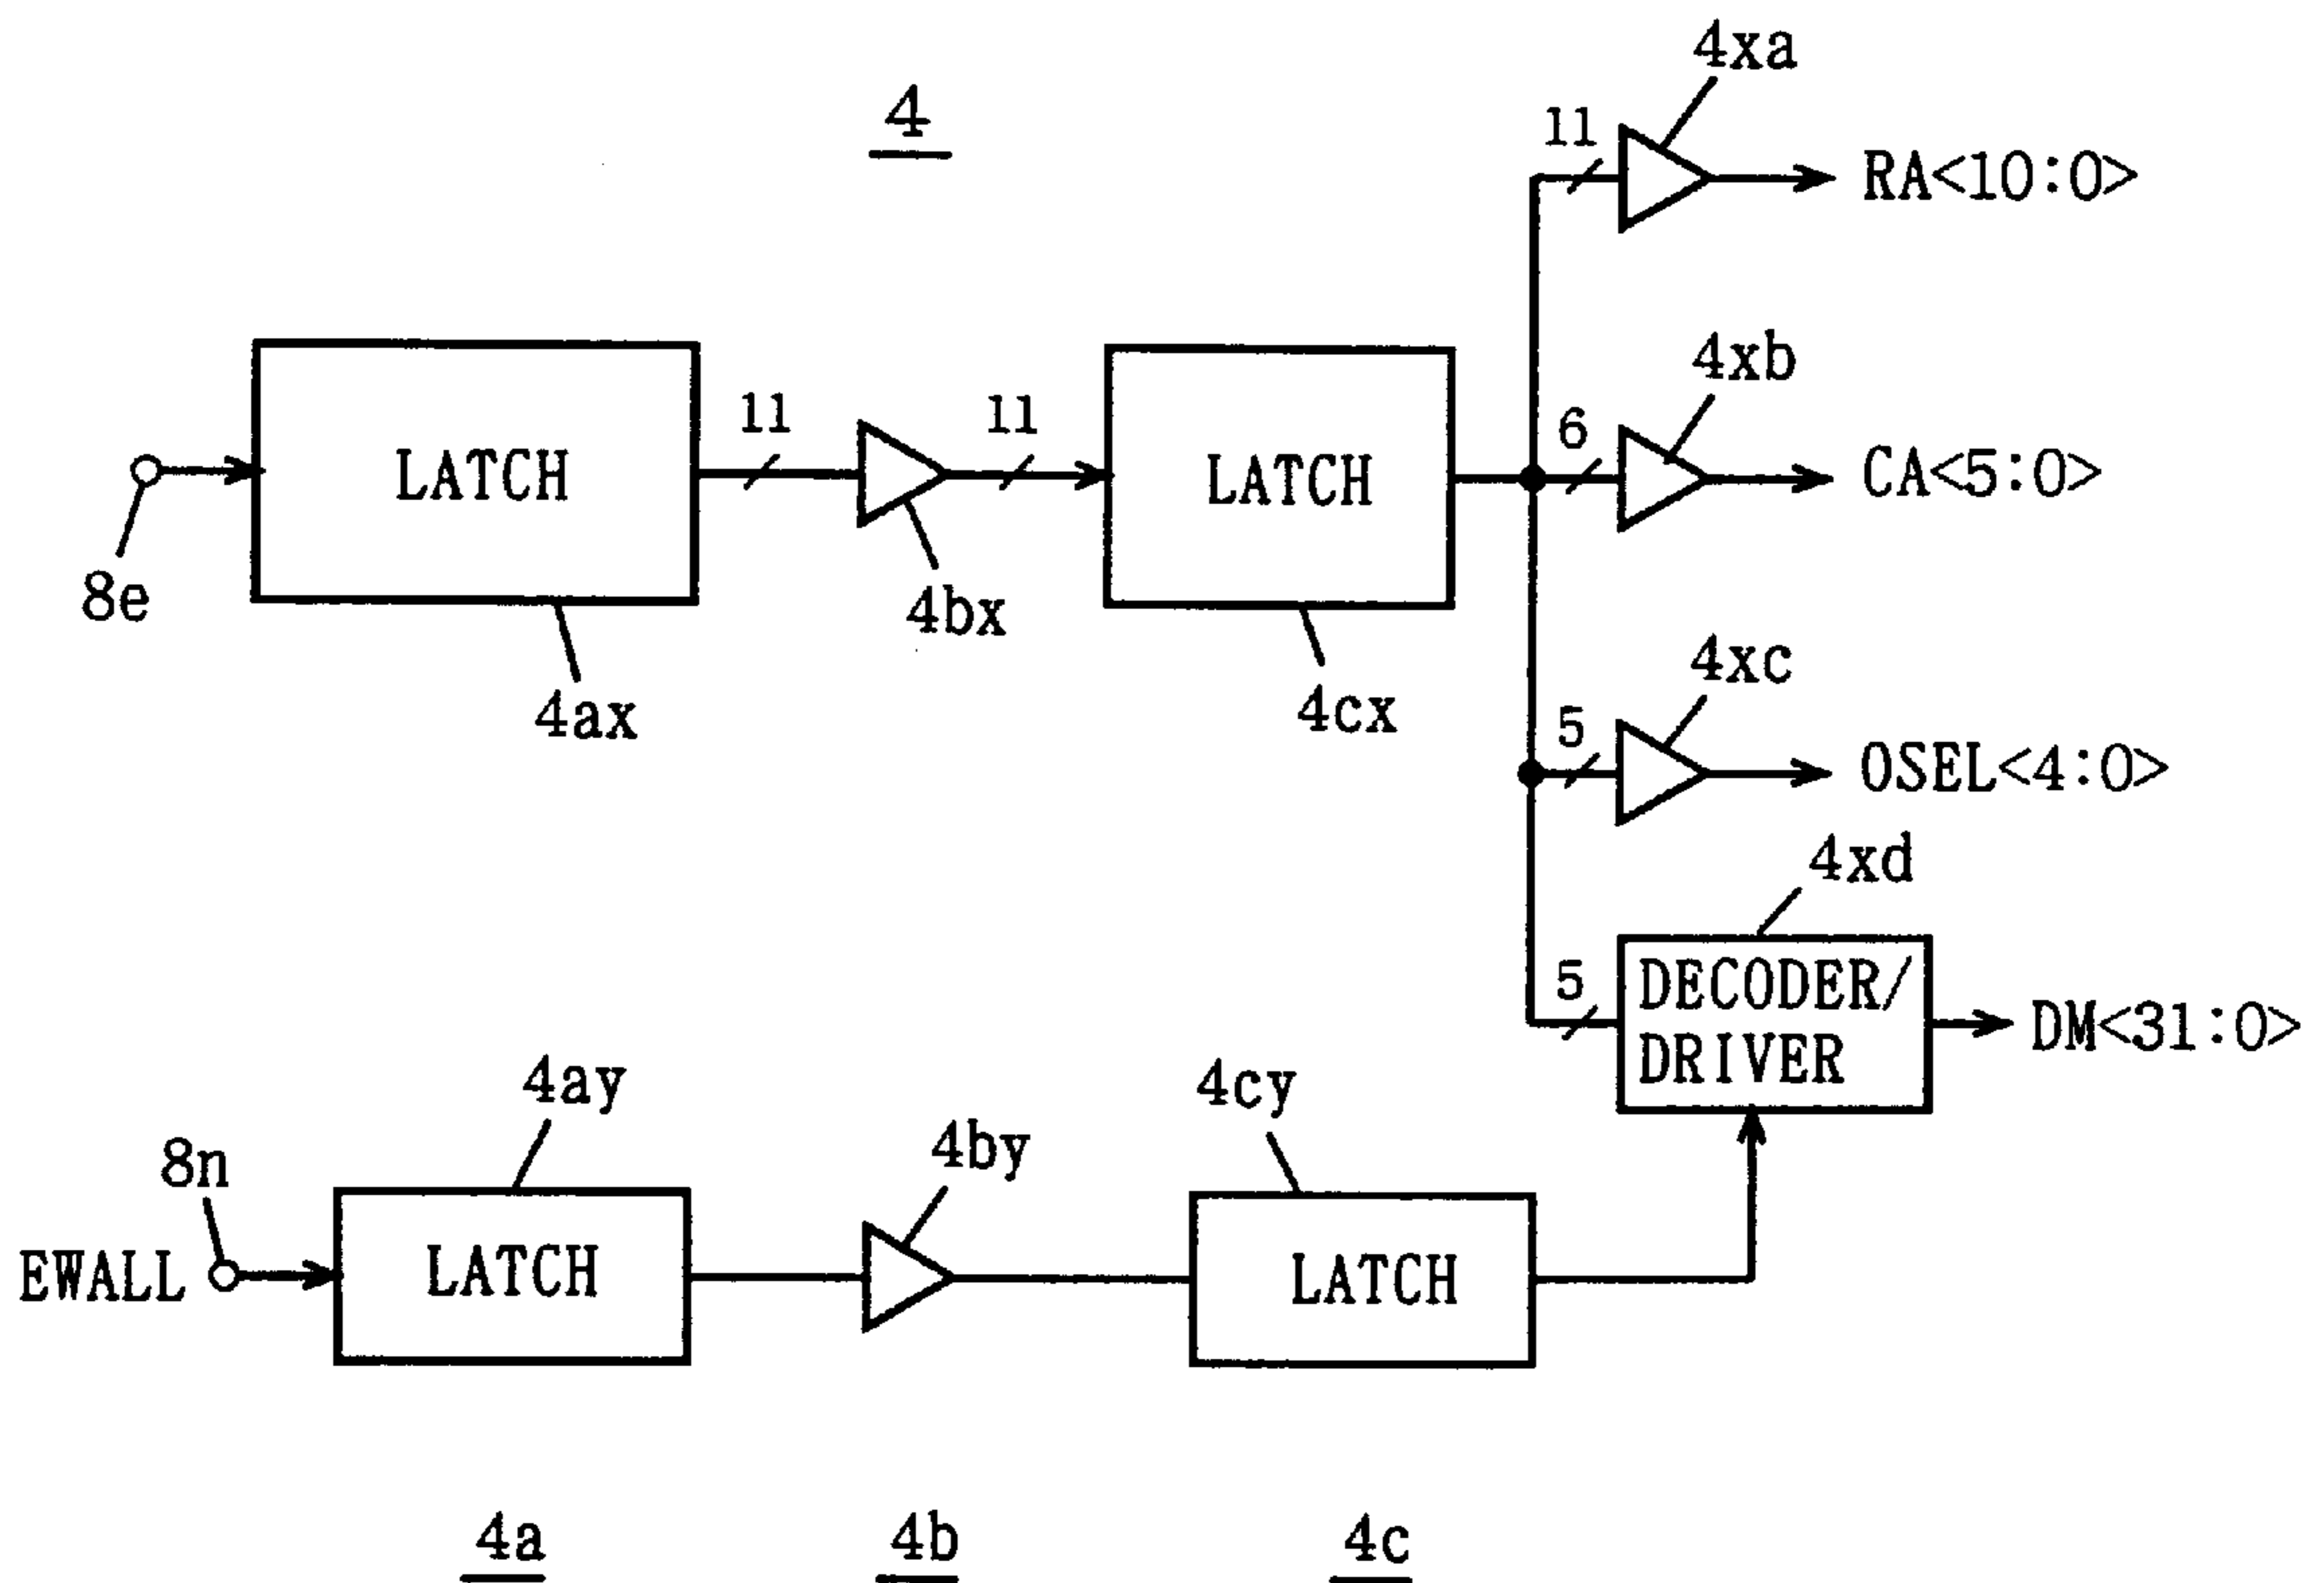 4xa
4
11
RA<10:0>
4xb
11
11
6
LATCH
LATCH
CA<5:0>
8e
4bx
4xc
4ax
4cx
5
OSEL<4:0>
4xd
5
DECODER/
DRIVER
DM<31:0>
4ay
4cy
8n
4by
EWALL
LATCH
LATCH
4a
4b
4c